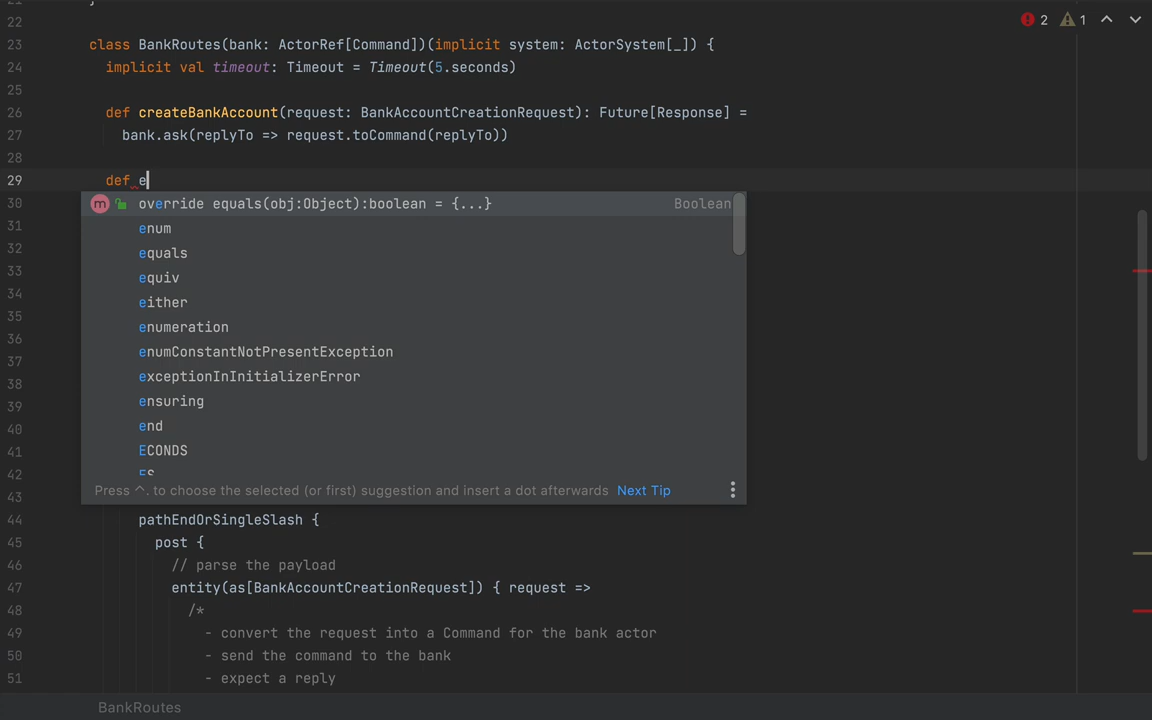 21 }
22 2 1
23 class BankRoutes(bank: ActorRef[Command])(implicit system: ActorSystem[_]) {
24 implicit val timeout: Timeout = Timeout(5.seconds)
25
26 def createBankAccount(request: BankAccountCreationRequest): Future[Response] =
27 bank.ask(replyTo => request.toCommand(replyTo))
28
29 def e
30 override equals(obj:Object):boolean = {...} Boolean
31 enum
32 equals
33 equiv
34 either
35 enumeration
36 enumConstantNotPresentException
37 exceptionInInitializerError
38 ensuring
39 end
40 ECONDS
41 ES
42 Press ^. to choose the selected (or first) suggestion and insert a dot afterwards Next Tip
43
44 pathEndOrSingleSlash {
45 post {
46 // parse the payload
47 entity(as[BankAccountCreationRequest]) { request =>
48 /*
49 - convert the request into a Command for the bank actor
50 - send the command to the bank
51 - expect a reply
BankRoutes